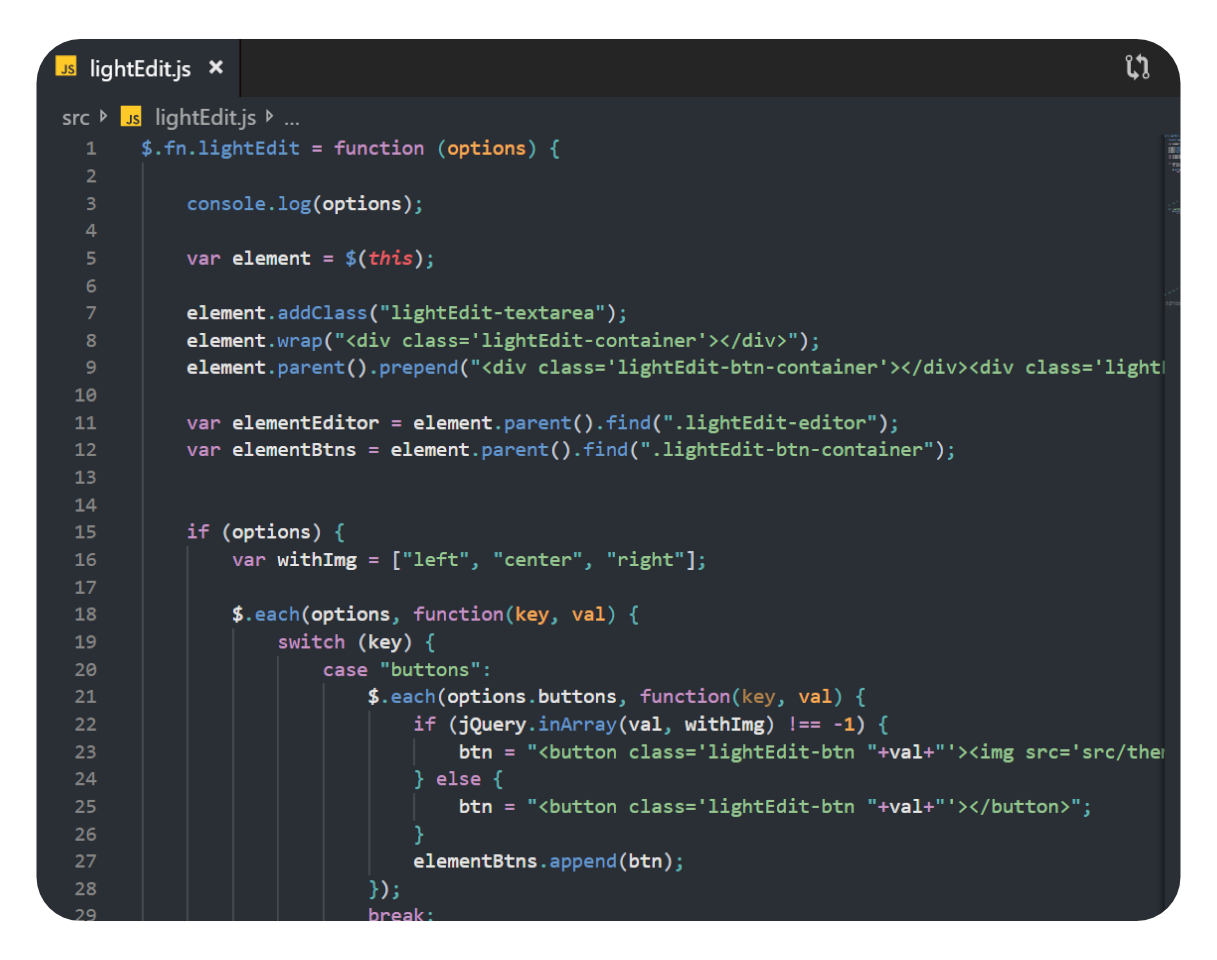 JS lightEdit.js ×
src JS lightEdit.js ...
1 $.fn.lightEdit = function (options) {
2
3 console.log(options);
4
5 var element = $(this);
6
7 element.addClass("lightEdit-textarea");
8 element.wrap("<div class='lightEdit-container'></div>");
9 element.parent().prepend("<div class='lightEdit-btn-container'></div><div class='light
10
11 var elementEditor = element.parent().find(".lightEdit-editor");
12 var elementBtns = element.parent().find(".lightEdit-btn-container");
13
14
15 if (options) {
16 var withImg = ["left", "center", "right"];
17
18 $.each(options, function(key, val) {
19 switch (key) {
20 case "buttons":
21 $.each(options.buttons, function(key, val) {
22 if (jQuery.inArray(val, withImg) !== -1) {
23 btn = "<button class='lightEdit-btn "+val+"'><img src='src/the
24 } else {
25 btn = "<button class='lightEdit-btn "+val+"'></button>";
26 }
27 elementBtns.append(btn);
28 });
29 break;